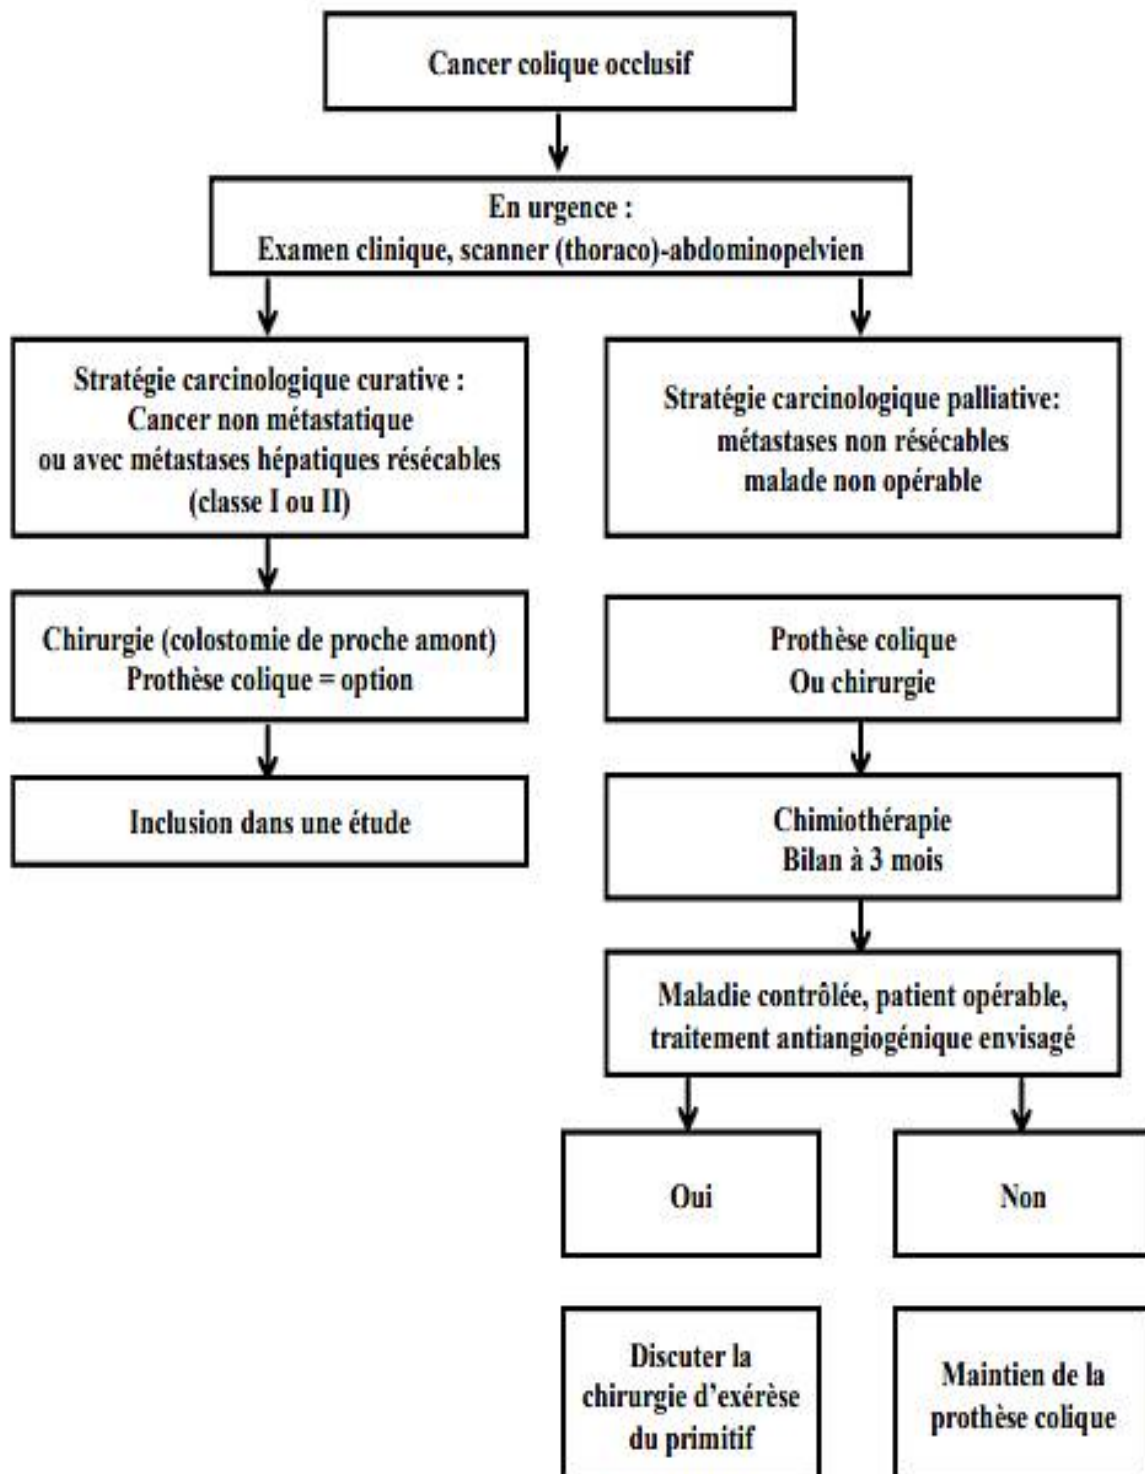 Cancer colique occlusif
En urgence :
Examen clinique, scanner (thoraco)-abdominopelvien
Stratégie carcinologique curative :
Cancer non métastatique
ou avec métastases hépatiques résécables
(classe I ou II)
Stratégie carcinologique palliative:
métastases non résécables
malade non opérable
Chirurgie (colostomie de proche amont)
Prothèse colique = option
Prothèse colique
Ou chirurgie
Inclusion dans une étude
Chimiothérapie
Bilan à 3 mois
Maladie contrôlée, patient opérable,
traitement antiangiogénique envisagé
Oui
Non
Discuter la
chirurgie d'exérèse
du primitif
Maintien de la
prothèse colique